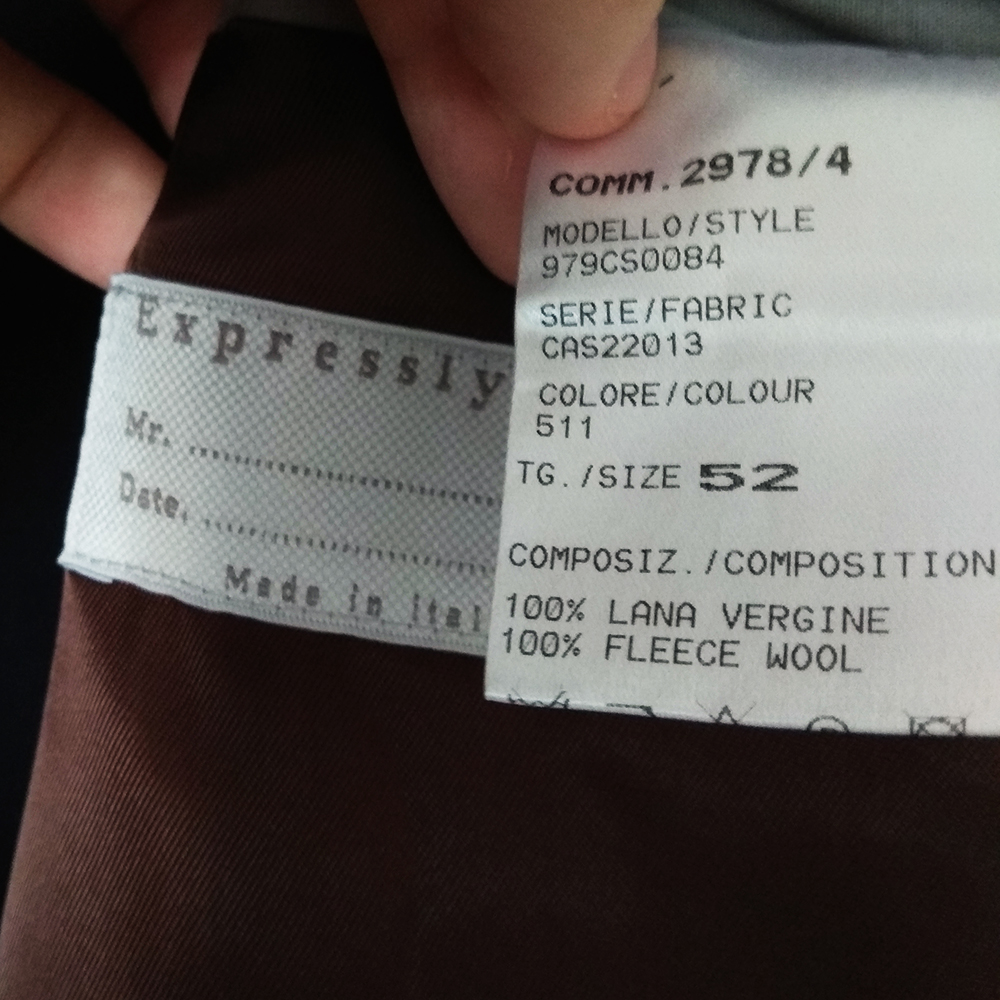 Expressly
Mr. ........................
Date. ........................
Made in Ital
COMM.2978/4
MODELLO/STYLE
979CS0084
SERIE/FABRIC
CAS22013
COLORE/COLOUR
511
TG./SIZE 52
COMPOSIZ./COMPOSITION
100% LANA VERGINE
100% FLEECE WOOL